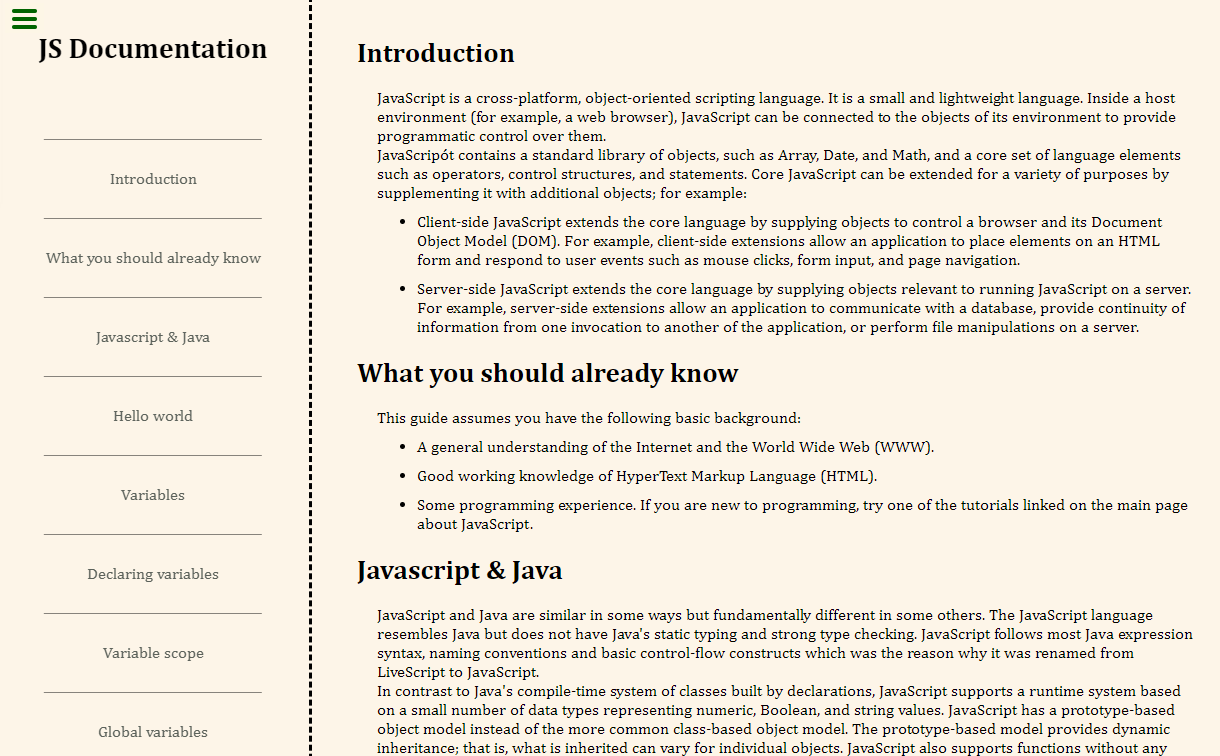 JS Documentation
Introduction
What you should already know
Javascript & Java
Hello world
Variables
Declaring variables
Variable scope
Global variables
Introduction
JavaScript is a cross-platform, object-oriented scripting language. It is a small and lightweight language. Inside a host
environment (for example, a web browser), JavaScript can be connected to the objects of its environment to provide
programmatic control over them.
JavaScripót contains a standard library of objects, such as Array, Date, and Math, and a core set of language elements
such as operators, control structures, and statements. Core JavaScript can be extended for a variety of purposes by
supplementing it with additional objects; for example:
• Client-side JavaScript extends the core language by supplying objects to control a browser and its Document
Object Model (DOM). For example, client-side extensions allow an application to place elements on an HTML
form and respond to user events such as mouse clicks, form input, and page navigation.
• Server-side JavaScript extends the core language by supplying objects relevant to running JavaScript on a server.
For example, server-side extensions allow an application to communicate with a database, provide continuity of
information from one invocation to another of the application, or perform file manipulations on a server.
What you should already know
This guide assumes you have the following basic background:
• A general understanding of the Internet and the World Wide Web (WWW).
• Good working knowledge of HyperText Markup Language (HTML).
• Some programming experience. If you are new to programming, try one of the tutorials linked on the main page
about JavaScript.
Javascript & Java
JavaScript and Java are similar in some ways but fundamentally different in some others. The JavaScript language
resembles Java but does not have Java's static typing and strong type checking. JavaScript follows most Java expression
syntax, naming conventions and basic control-flow constructs which was the reason why it was renamed from
LiveScript to JavaScript.
In contrast to Java's compile-time system of classes built by declarations, JavaScript supports a runtime system based
on a small number of data types representing numeric, Boolean, and string values. JavaScript has a prototype-based
object model instead of the more common class-based object model. The prototype-based model provides dynamic
inheritance; that is, what is inherited can vary for individual objects. JavaScript also supports functions without any